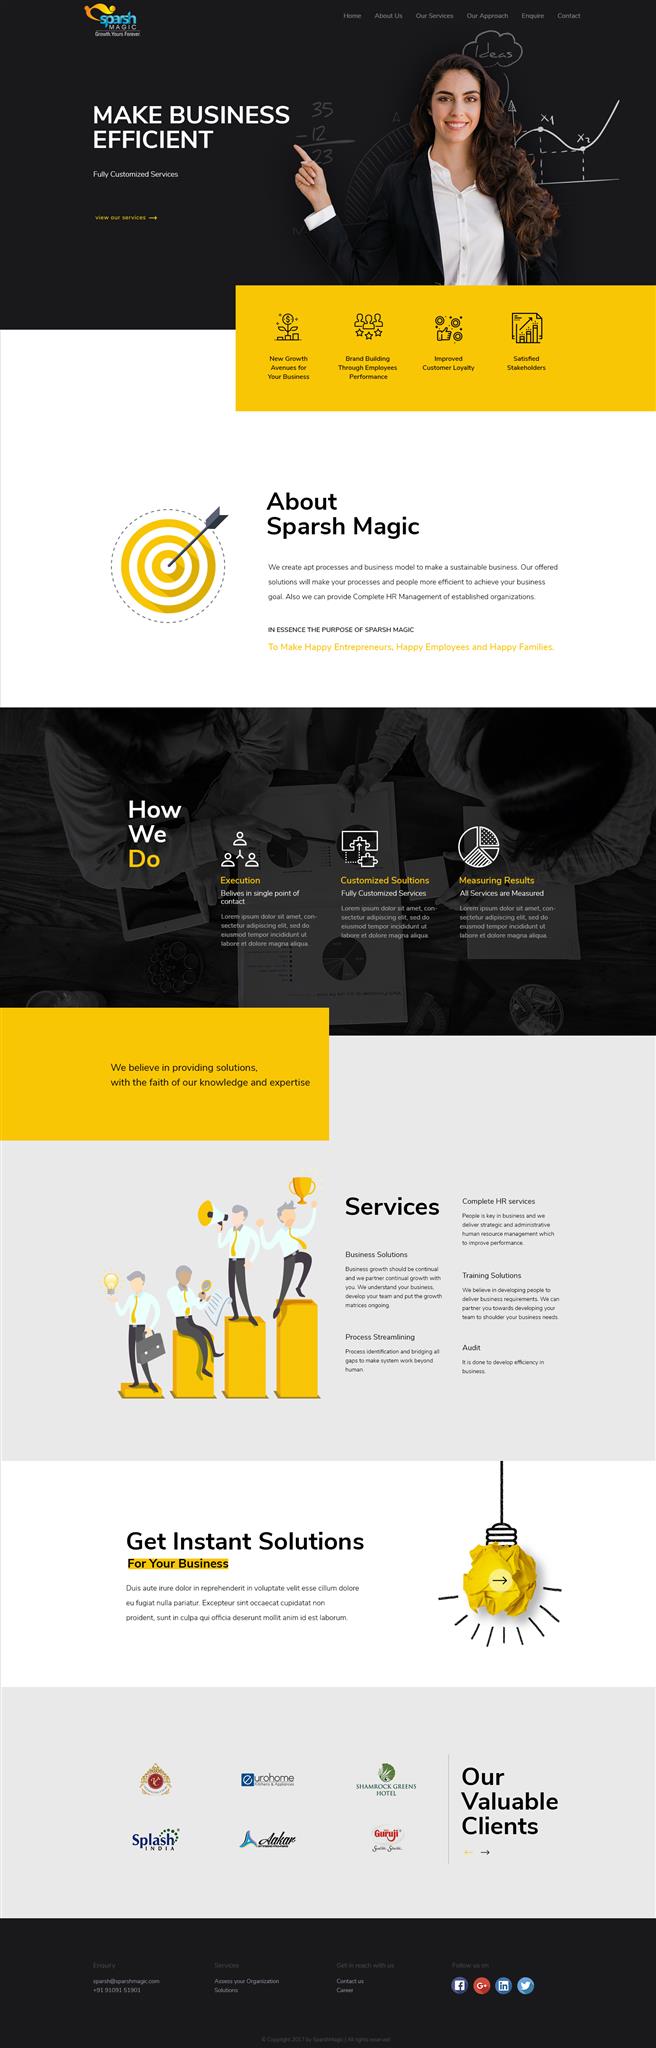 sparsh
MAGIC
Growth Yours Forever
Home About Us Our Services Our Approach Enquire Contact
Ideas
MAKE BUSINESS
EFFICIENT
35
- 12
23
X1
X2
Fully Customized Services
view our services
New Growth
Avenues for
Your Business
Brand Building
Through Employees
Performance
Improved
Customer Loyalty
Satisfied
Stakeholders
About
Sparsh Magic
We create apt processes and business model to make a sustainable business. Our offered
solutions will make your processes and people more efficient to achieve your business
goal. Also we can provide Complete HR Management of established organizations.
IN ESSENCE THE PURPOSE OF SPARSH MAGIC
To Make Happy Entrepreneurs, Happy Employees and Happy Families.
How
We
Do
Execution
Belives in single point of
contact
Lorem ipsum dolor sit amet, con-
sectetur adipiscing elit, sed do
eiusmod tempor incididunt ut
labore et dolore magna aliqua.
Customized Soultions
Fully Customized Services
Lorem ipsum dolor sit amet, con-
sectetur adipiscing elit, sed do
eiusmod tempor incididunt ut
labore et dolore magna aliqua.
Measuring Results
All Services are Measured
Lorem ipsum dolor sit amet, con-
sectetur adipiscing elit, sed do
eiusmod tempor incididunt ut
labore et dolore magna aliqua.
We believe in providing solutions,
with the faith of our knowledge and expertise
Services
Business Solutions
Business growth should be continual
and we partner continual growth with
you. We understand your business,
develop your team and put the growth
matrices ongoing.
Process Streamlining
Process identification and bridging all
gaps to make system work beyond
human.
Complete HR services
People is key in business and we
deliver strategic and administrative
human resource management which
to improve performance.
Training Solutions
We believe in developing people to
deliver business requirements. We can
partner you towards developing your
team to shoulder your business needs.
Audit
It is done to develop efficiency in
business.
Get Instant Solutions
For Your Business
Duis aute irure dolor in reprehenderit in voluptate velit esse cillum dolore
eu fugiat nulla pariatur. Excepteur sint occaecat cupidatat non
proident, sunt in culpa qui officia deserunt mollit anim id est laborum.
eurohome
Kitchens & Appliances
SHAMROCK GREENS
HOTEL
Splash
INDIA
Aakar
Guruji
Our
Valuable
Clients
Enquiry
sparsh@sparshmagic.com
+91 91091 51901
Services
Assess your Organization
Solutions
Get in reach with us
Contact us
Career
Follow us on
© Copyright 2017 by SparshMagic | All rights reserved